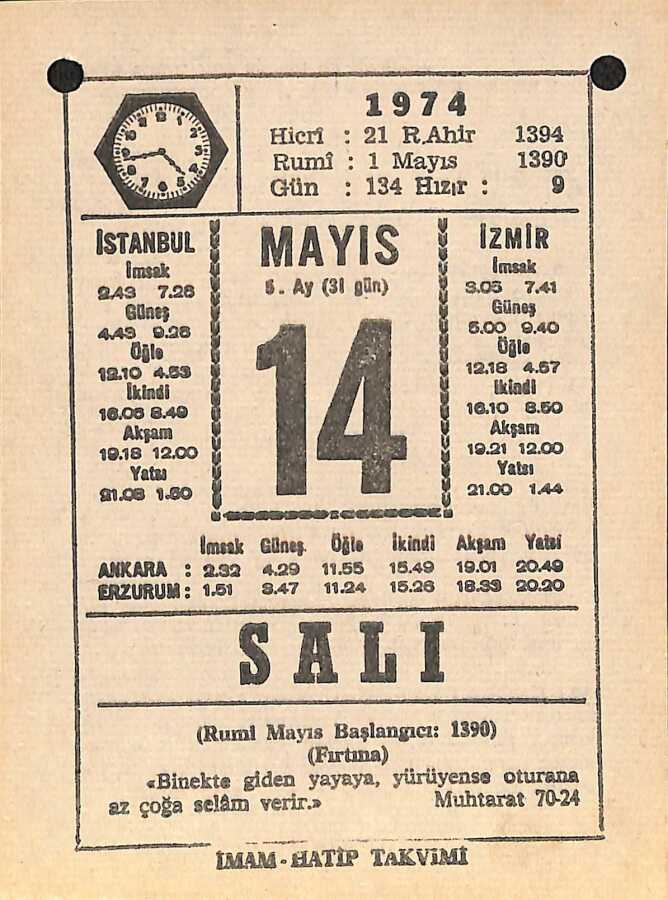 1974
Hicrî : 21 R.Ahir 1394
Rumî : 1 Mayıs 1390
Gün : 134 Hızır : 9
İSTANBUL
İmsak
2.43 7.26
Güneş
4.43 9.26
Öğle
12.10 4.53
İkindi
16.06 8.49
Akşam
19.18 12.00
Yatsı
21.08 1.50
MAYIS
5. Ay (31 gün)
14
İZMİR
İmsak
3.05 7.41
Güneş
5.00 9.40
Öğle
12.18 4.57
İkindi
16.10 8.50
Akşam
19.21 12.00
Yatsı
21.00 1.44
İmsak Güneş Öğle İkindi Akşam Yatsı
ANKARA : 2.32 4.29 11.55 15.49 19.01 20.49
ERZURUM : 1.51 3.47 11.24 15.26 18.33 20.20
SALI
(Rumî Mayıs Başlangıcı: 1390)
(Fırtına)
«Binekte giden yayaya, yürüyense oturana
az çoğa selâm verir.» Muhtarat 70-24
İMAM - HATİP TAKVİMİ